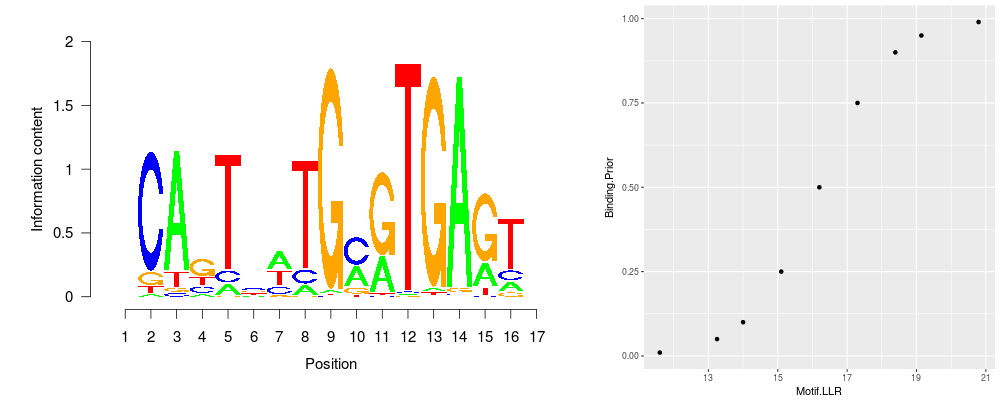 2
1.5
1
0.5
0
Information content
CATTGGTGAGT
GTGCATCCGAATCAGATCATA
1 2 3 4 5 6 7 8 9 10 11 12 13 14 15 16 17
Position
1.00
0.75
0.50
0.25
0.00
Binding.Prior
13 15 17 19 21
Motif.LLR